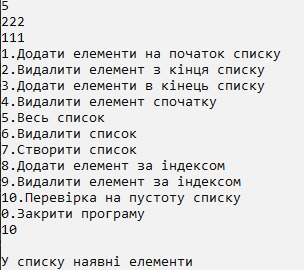 5
222
111
1.Додати елементи на початок списку
2.Видалити елемент з кінця списку
3.Додати елементи в кінець списку
4.Видалити елемент спочатку
5.Весь список
6.Видалити список
7.Створити список
8.Додати елемент за індексом
9.Видалити елемент за індексом
10.Перевірка на пустоту списку
0.Закрити програму
10

У списку наявні елементи